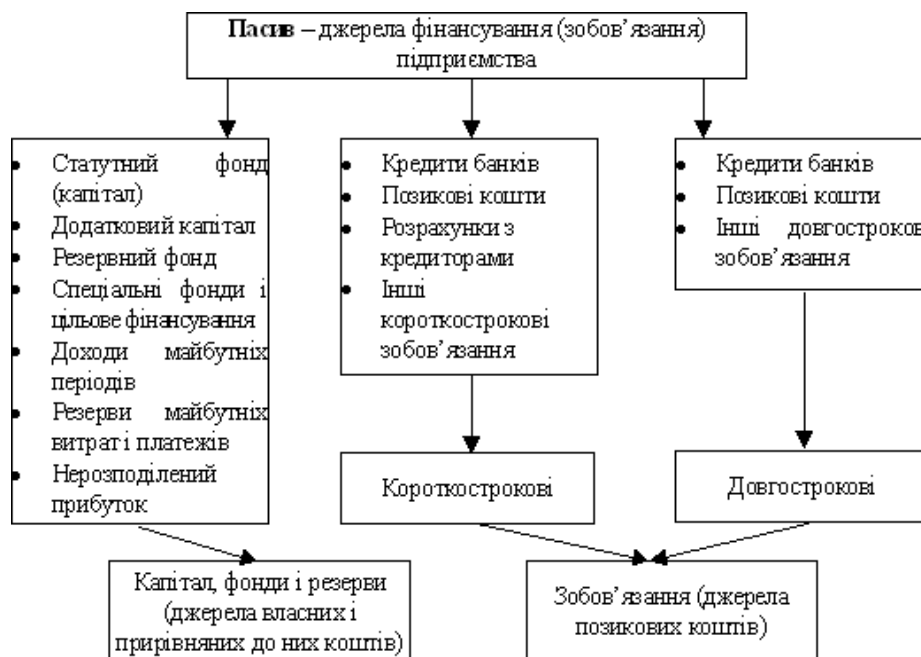 Пасив – джерела фінансування (зобов’язання)
підприємства
• Статутний фонд
(капітал)
• Додатковий капітал
• Резервний фонд
• Спеціальні фонди і
цільове фінансування
• Доходи майбутніх
періодів
• Резерви майбутніх
витрат і платежів
• Нерозподілений
прибуток
• Кредити банків
• Позикові кошти
• Розрахунки з
кредиторами
• Інші
короткострокові
зобов’язання
• Кредити банків
• Позикові кошти
• Інші довгострокові
зобов’язання
Короткострокові
Довгострокові
Капітал, фонди і резерви
(джерела власних і
прирівняних до них коштів)
Зобов’язання (джерела
позикових коштів)